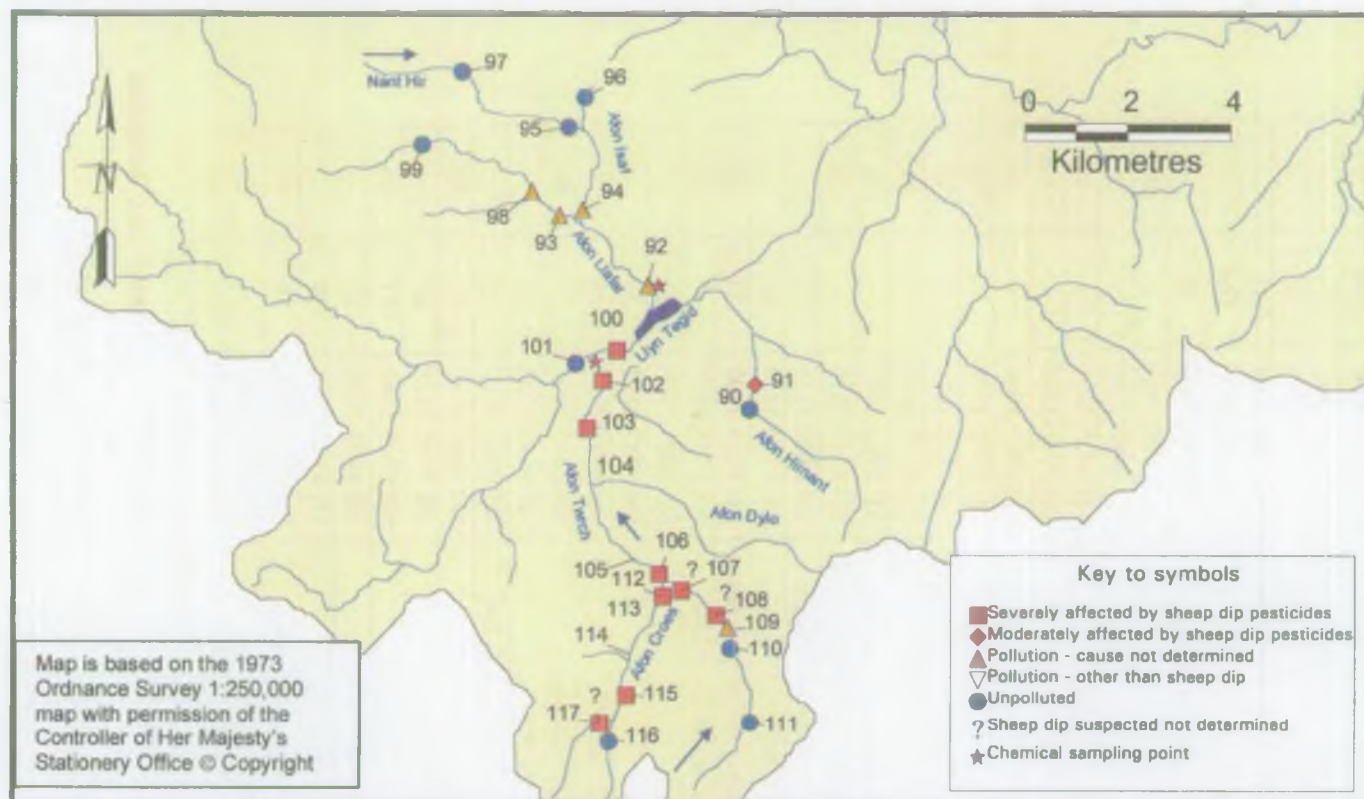 97
96
Nant Hir
0 2 4
Kilometres
95
Afon Isaf
99
N
94
98
93
Afon Llafar
92
100
Llyn Tegid
101
102
91
90
103
Afon Hirnant
104
Afon Twrch
Afon Dyfe
106
105
107
?
112
108
?
113
109
114
110
Afon Croes
115
?
117
116
111
Map is based on the 1973
Ordnance Survey 1:250,000
map with permission of the
Controller of Her Majesty's
Stationery Office © Copyright
Key to symbols
Severely affected by sheep dip pesticides
Moderately affected by sheep dip pesticides
Pollution - cause not determined
Pollution - other than sheep dip
Unpolluted
? Sheep dip suspected not determined
Chemical sampling point